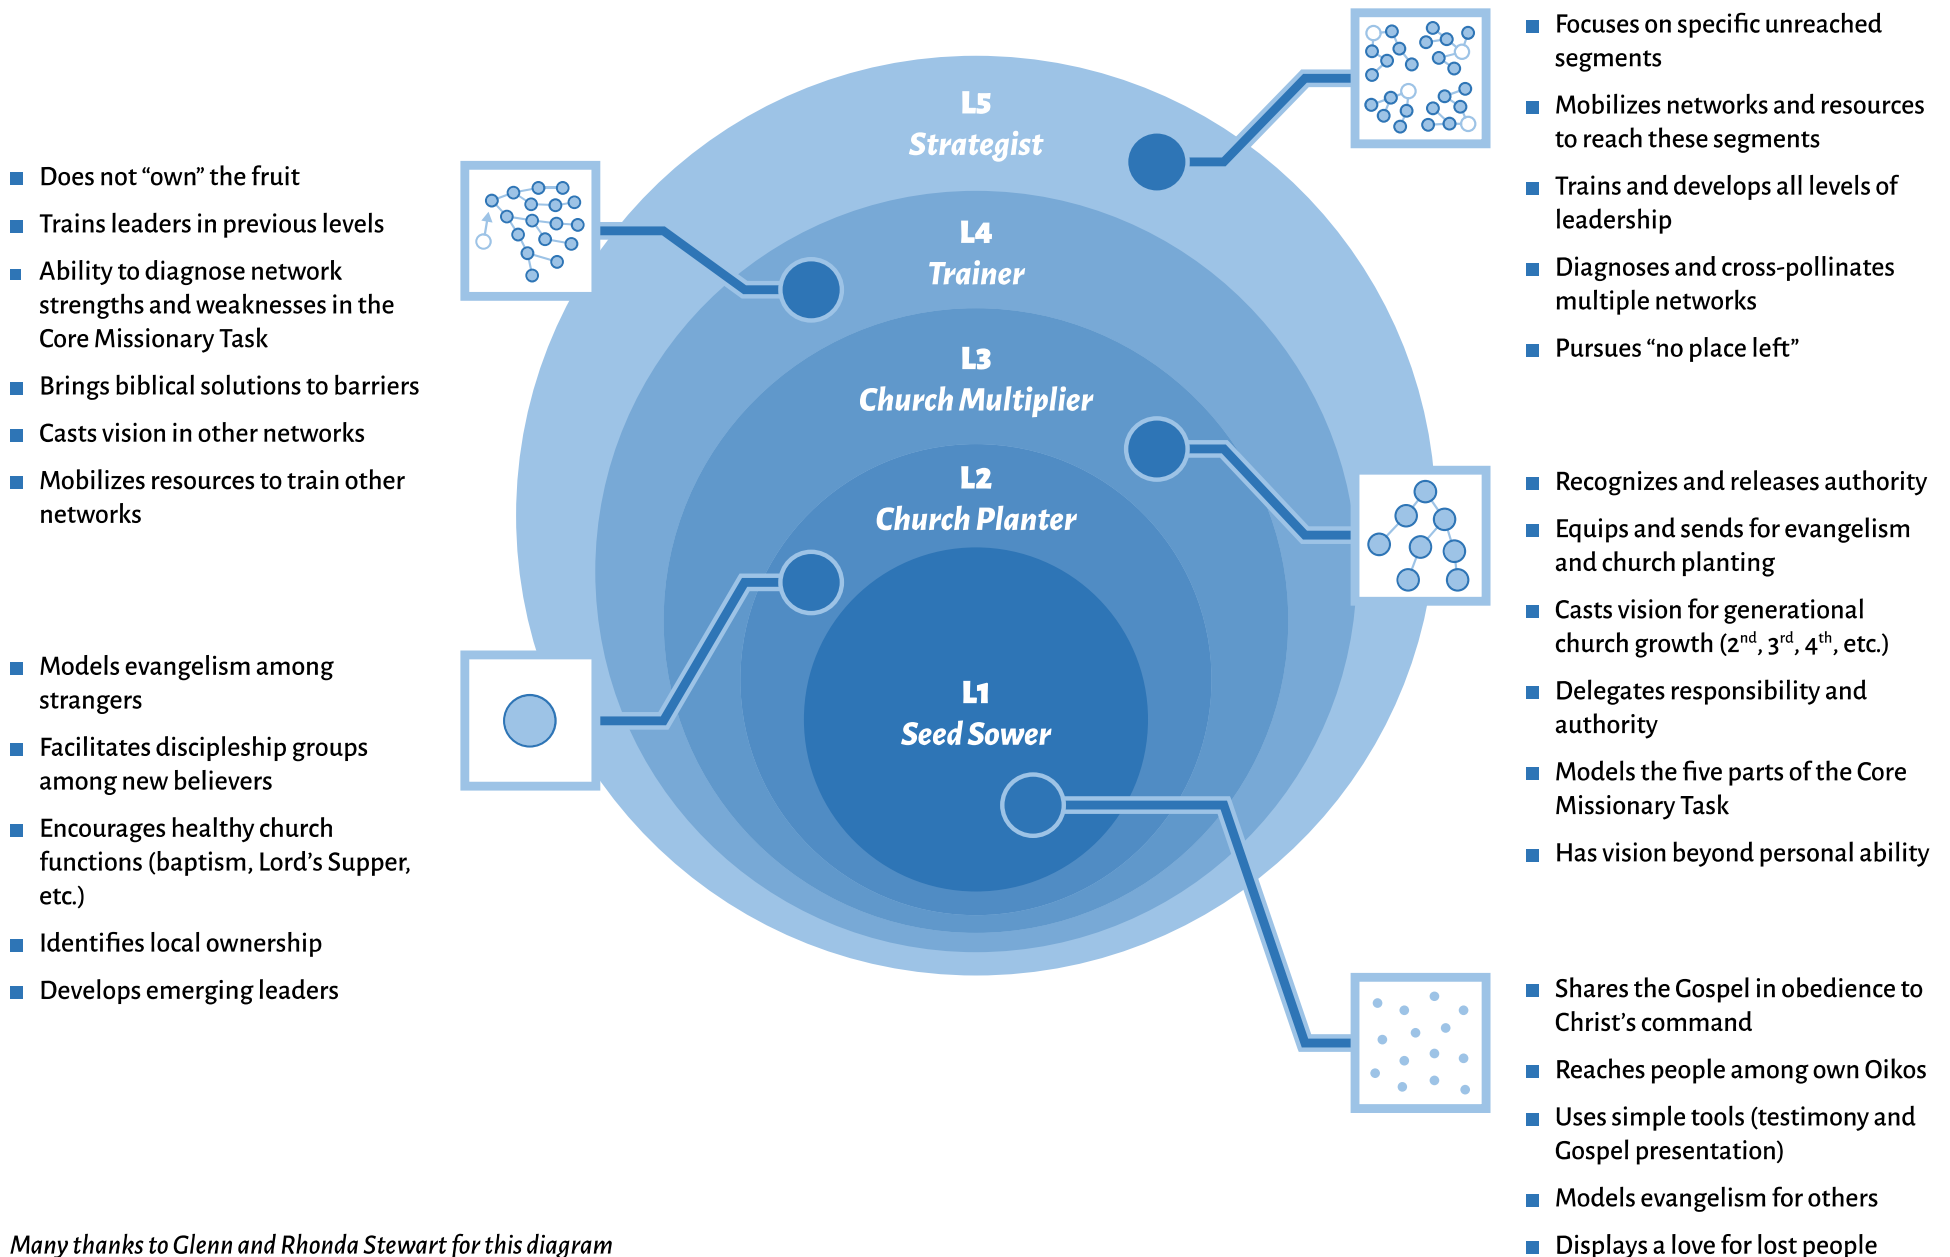 L5
Strategist
L4
Trainer
L3
Church Multiplier
L2
Church Planter
L1
Seed Sower
Does not “own” the fruit
Trains leaders in previous levels
Ability to diagnose network
strengths and weaknesses in the
Core Missionary Task
Brings biblical solutions to barriers
Casts vision in other networks
Mobilizes resources to train other
networks
Models evangelism among
strangers
Facilitates discipleship groups
among new believers
Encourages healthy church
functions (baptism, Lord’s Supper,
etc.)
Identifies local ownership
Develops emerging leaders
Focuses on specific unreached
segments
Mobilizes networks and resources
to reach these segments
Trains and develops all levels of
leadership
Diagnoses and cross-pollinates
multiple networks
Pursues “no place left”
Recognizes and releases authority
Equips and sends for evangelism
and church planting
Casts vision for generational
church growth (2nd, 3rd, 4th, etc.)
Delegates responsibility and
authority
Models the five parts of the Core
Missionary Task
Has vision beyond personal ability
Shares the Gospel in obedience to
Christ’s command
Reaches people among own Oikos
Uses simple tools (testimony and
Gospel presentation)
Models evangelism for others
Displays a love for lost people
Many thanks to Glenn and Rhonda Stewart for this diagram